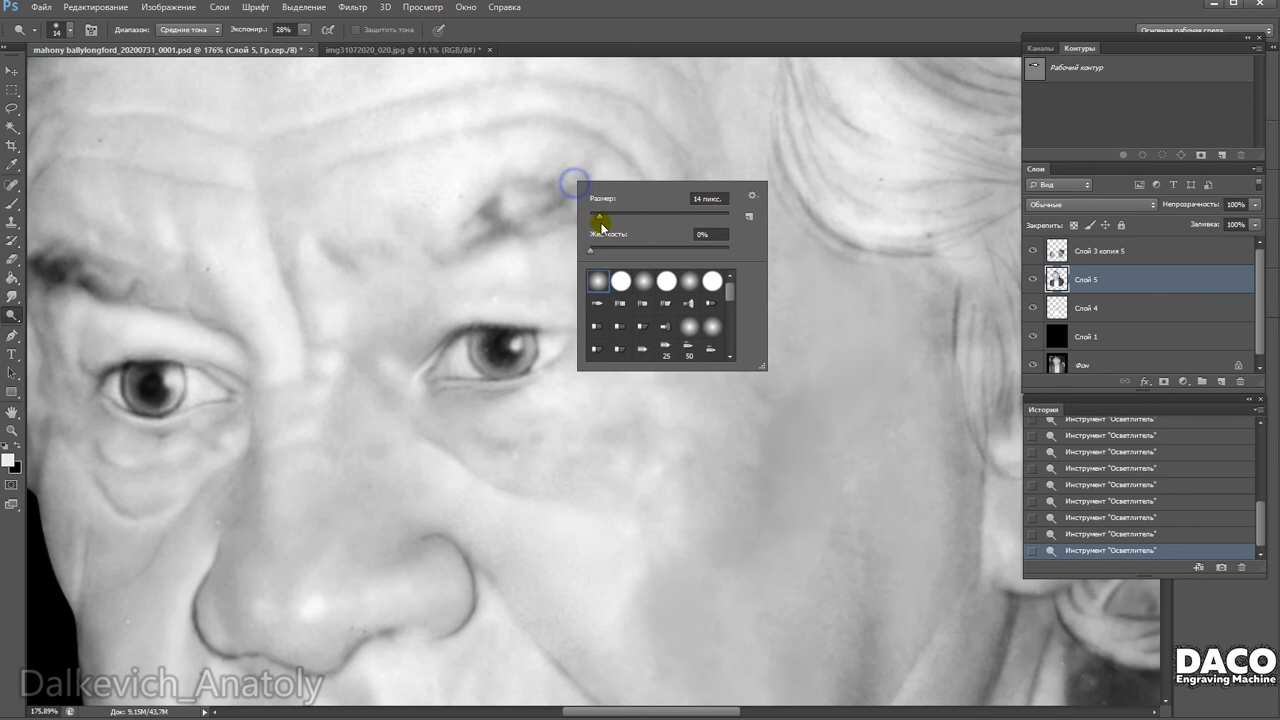 Ps Файл Редактирование Изображение Слои Шрифт Выделение Фильтр 3D Просмотр Окно Справка
14 Диапазон: Средние тона Экспонир.: 28% Защитить тона Основная рабочая среда
mahony ballylongford_20200731_0001.psd @ 176% (Слой 5, Гр.сер./8) * × img31072020_020.jpg @ 11,1% (RGB/8#) * ×
Каналы Контуры
Рабочий контур
Слои
Вид
Обычные Непрозрачность: 100%
Закрепить: Заливка: 100%
Слой 3 копия 5
Слой 5
Слой 4
Слой 1
Фон
Размер: 14 пикс.
Жесткость: 0%
25 50
История
Инструмент "Осветлитель"
Инструмент "Осветлитель"
Инструмент "Осветлитель"
Инструмент "Осветлитель"
Инструмент "Осветлитель"
Инструмент "Осветлитель"
Инструмент "Осветлитель"
Инструмент "Осветлитель"
Инструмент "Осветлитель"
Dalkevich_Anatoly
DACO
Engraving Machine
175,89% Док: 9,15M/43,7M